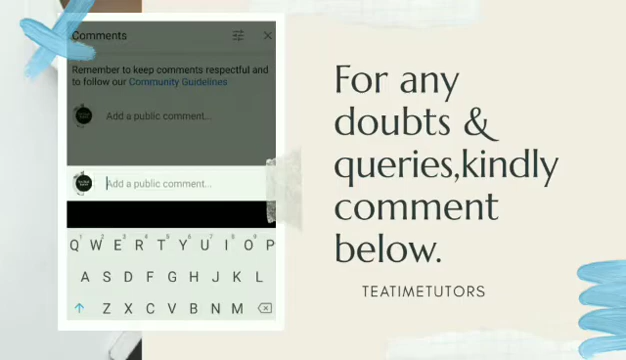 Comments
Remember to keep comments respectful and
to follow our Community Guidelines
Add a public comment...
Add a public comment...
Q W E R T Y U I O P
A S D F G H J K L
Z X C V B N M
For any
doubts &
queries,kindly
comment
below.
TEATIMETUTORS